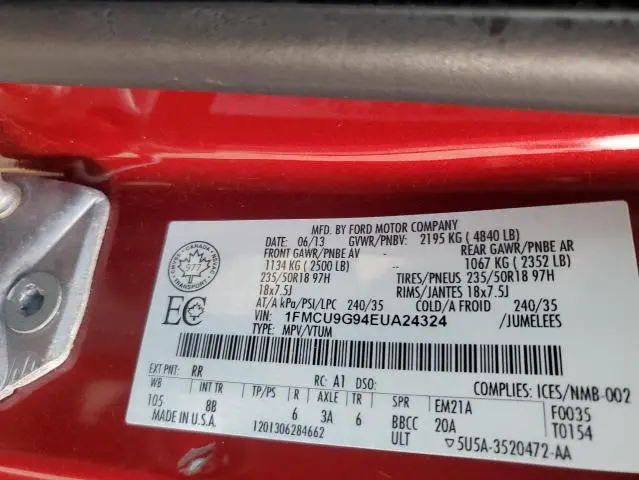 MFD. BY FORD MOTOR COMPANY
DATE: 06/13 GVWR/PNBV: 2195 KG ( 4840 LB)
FRONT GAWR/PNBE AV REAR GAWR/PNBE AR
1134 KG ( 2500 LB) -- 1067 KG ( 2352 LB)
235/50R18 97H TIRES/PNEUS 235/50R18 97H
18x7.5J RIMS/JANTES 18x7.5J
AT/A kPa/PSI/LPC 240/35 COLD/A FROID 240/35
VIN: 1FMCU9G94EUA24324 /JUMELEES
TYPE: MPV/VTUM
CANADA
977
EC
EXT PNT: RR RC: A1 DSO: COMPLIES: ICES/NMB-002
WB INT TR TP/PS R AXLE TR SPR EM21A F0035
105 8B 6 3A 6 BBCC 20A T0154
MADE IN U.S.A. 1201306284662 ULT ▽5U5A-3520472-AA